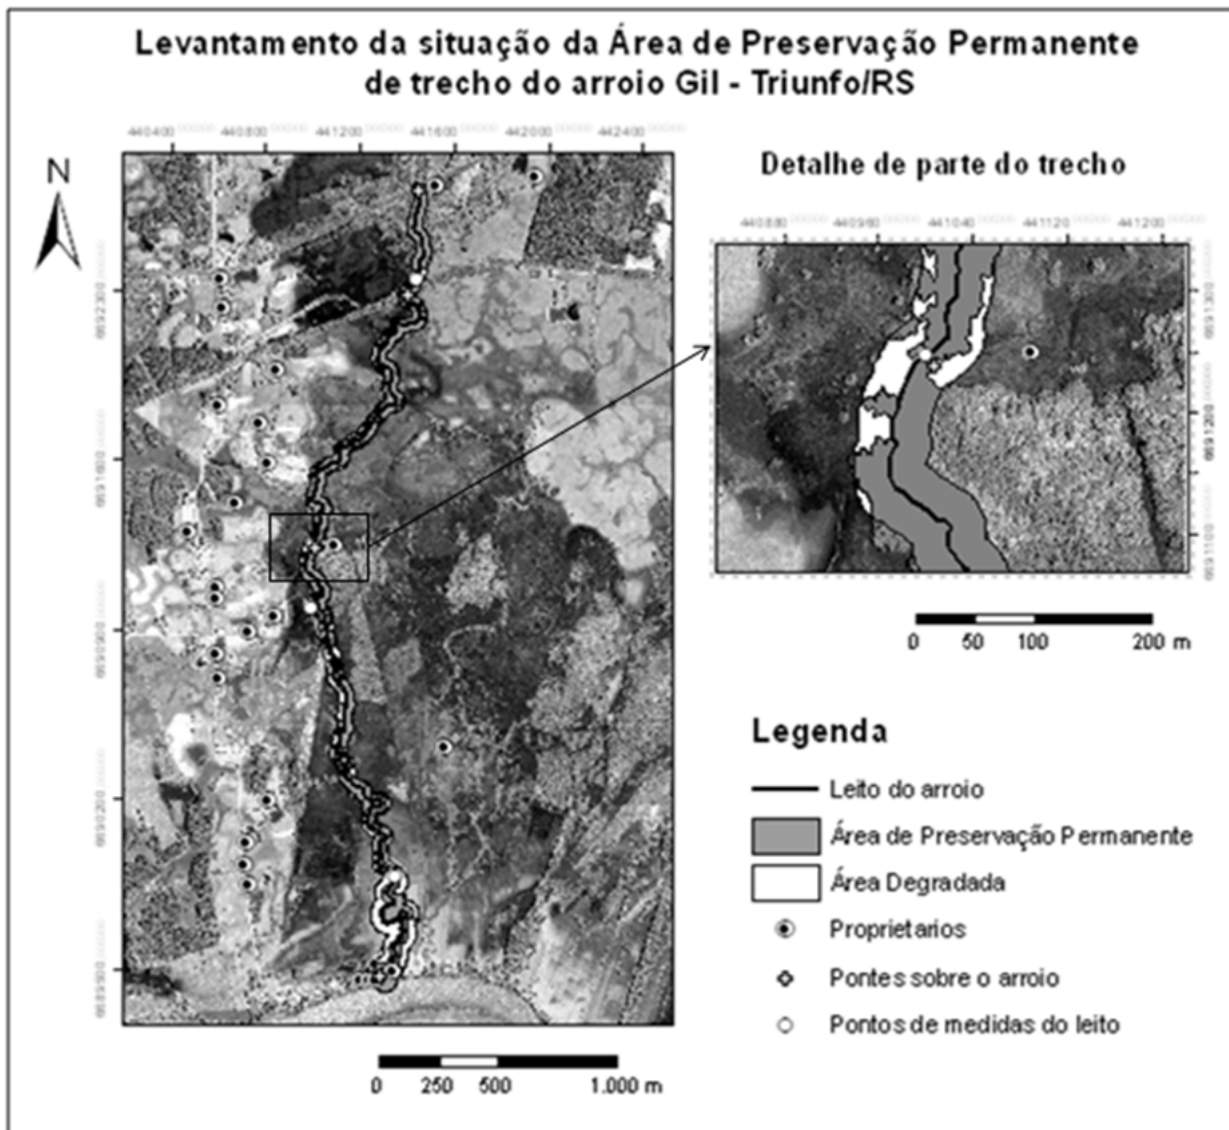 Levantamento da situação da Área de Preservação Permanente
de trecho do arroio Gil - Triunfo/RS
440400 440800 441200 441600 442000 442400
N
Detalhe de parte do trecho
440880 440960 441040 441120 441200
6692300
6691600
6690900
6690200
6691300
6691200
6691100
0 50 100 200 m
Legenda
Leito do arroio
Área de Preservação Permanente
Área Degradada
Proprietarios
Pontes sobre o arroio
Pontos de medidas do leito
0 250 500 1.000 m